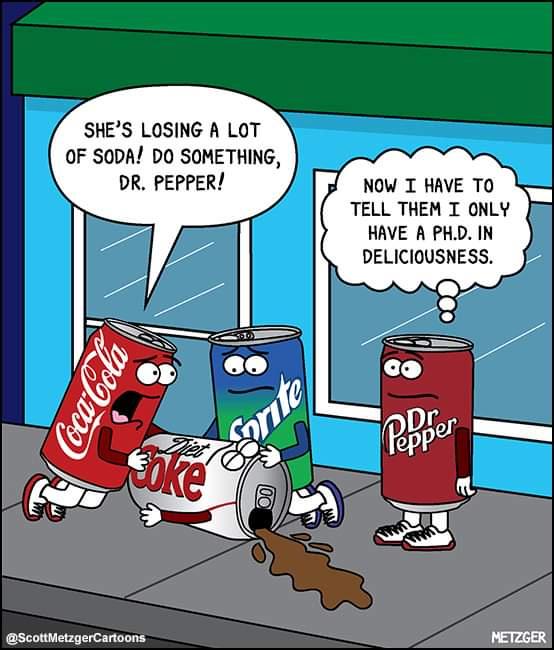 SHE'S LOSING A LOT
OF SODA! DO SOMETHING,
DR. PEPPER!
NOW I HAVE TO
TELL THEM I ONLY
HAVE A PH.D. IN
DELICIOUSNESS.
Coca-Cola
Sprite
Diet
Coke
Dr
Pepper
@ScottMetzgerCartoons
METZGER